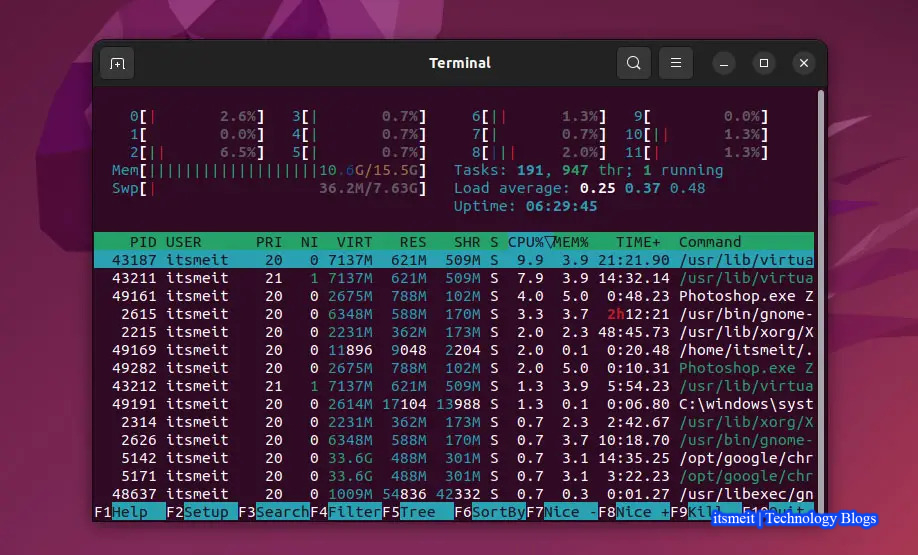 Terminal
0[| 2.6%] 3[| 0.7%] 6[|| 1.3%] 9[ 0.0%]
1[ 0.0%] 4[| 0.7%] 7[| 0.7%] 10[|| 1.3%]
2[|| 6.5%] 5[| 0.7%] 8[|||| 2.0%] 11[| 1.3%]
Mem[|||||||||||||||||||10.6G/15.5G] Tasks: 191, 947 thr; 1 running
Swp[| 36.2M/7.63G] Load average: 0.25 0.37 0.48
Uptime: 06:29:45
PID USER PRI NI VIRT RES SHR S CPU%▽MEM% TIME+ Command
43187 itsmeit 20 0 7137M 621M 509M S 9.9 3.9 21:21.90 /usr/lib/virtua
43211 itsmeit 21 1 7137M 621M 509M S 7.9 3.9 14:32.14 /usr/lib/virtua
49161 itsmeit 20 0 2675M 788M 102M S 4.0 5.0 0:48.23 Photoshop.exe Z
2615 itsmeit 20 0 6348M 588M 170M S 3.3 3.7 2h12:21 /usr/bin/gnome-
2215 itsmeit 20 0 2231M 362M 173M S 2.0 2.3 48:45.73 /usr/lib/xorg/X
49169 itsmeit 20 0 11896 9048 2204 S 2.0 0.1 0:20.48 /home/itsmeit/.
49282 itsmeit 20 0 2675M 788M 102M S 2.0 5.0 0:10.31 Photoshop.exe Z
43212 itsmeit 21 1 7137M 621M 509M S 1.3 3.9 5:54.23 /usr/lib/virtua
49191 itsmeit 20 0 2614M 17104 13988 S 1.3 0.1 0:06.80 C:\windows\syst
2314 itsmeit 20 0 2231M 362M 173M S 0.7 2.3 2:42.67 /usr/lib/xorg/X
2626 itsmeit 20 0 6348M 588M 170M S 0.7 3.7 10:18.70 /usr/bin/gnome-
5142 itsmeit 20 0 33.6G 488M 301M S 0.7 3.1 14:35.25 /opt/google/chr
5171 itsmeit 20 0 33.6G 488M 301M S 0.7 3.1 3:22.23 /opt/google/chr
48637 itsmeit 20 0 1009M 54836 42332 S 0.7 0.3 0:01.27 /usr/libexec/gn
F1Help F2Setup F3SearchF4FilterF5Tree F6SortByF7Nice -F8Nice +F9Kill F10Quit
itsmeit | Technology Blogs